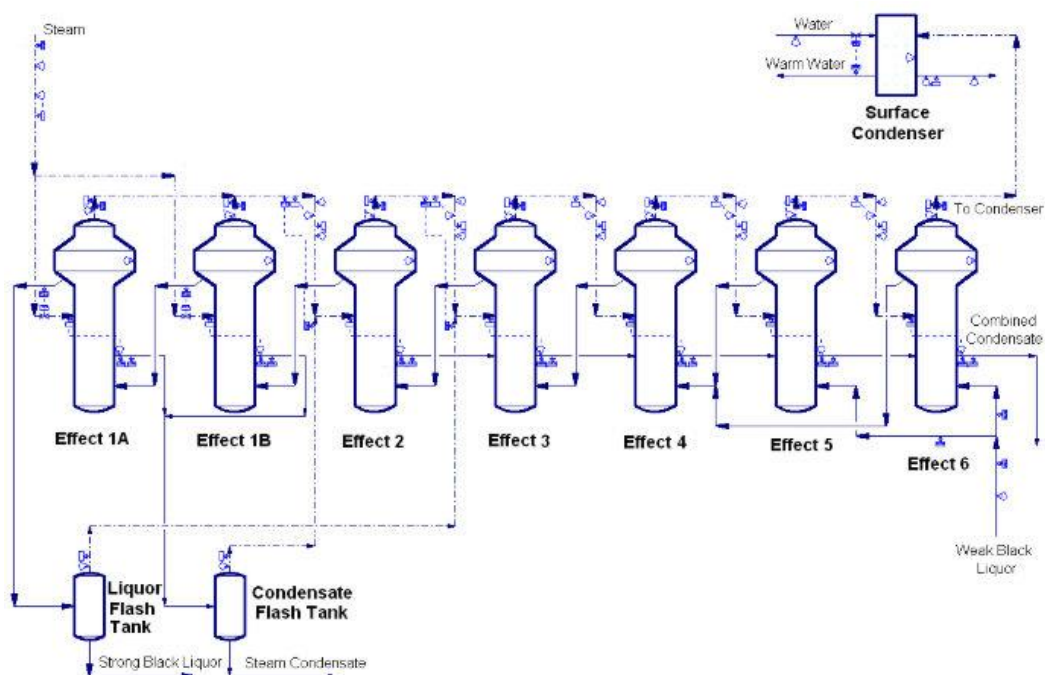 Steam
Water
Warm Water
Surface
Condenser
To Condenser
Combined
Condensate
Effect 1A
Effect 1B
Effect 2
Effect 3
Effect 4
Effect 5
Effect 6
Weak Black
Liquor
Liquor
Flash
Tank
Condensate
Flash Tank
Strong Black Liquor
Steam Condensate